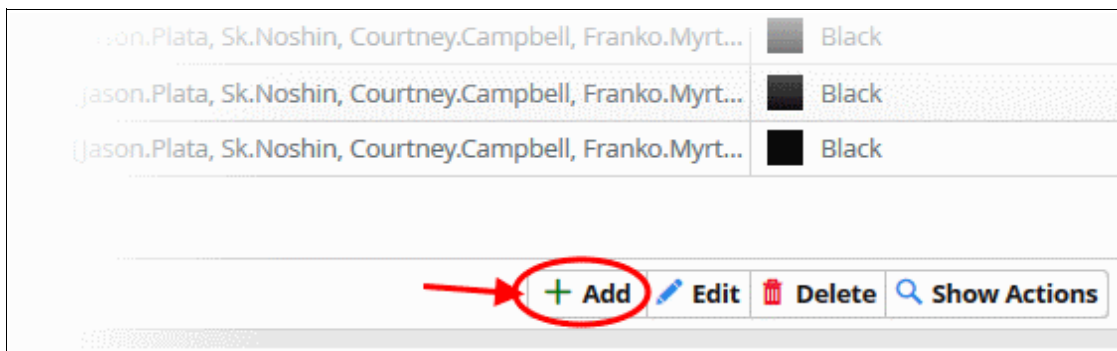 son.Plata, Sk.Noshin, Courtney.Campbell, Franko.Myrt... Black
Jason.Plata, Sk.Noshin, Courtney.Campbell, Franko.Myrt... Black
[Jason.Plata, Sk.Noshin, Courtney.Campbell, Franko.Myrt... Black
+ Add Edit Delete Show Actions